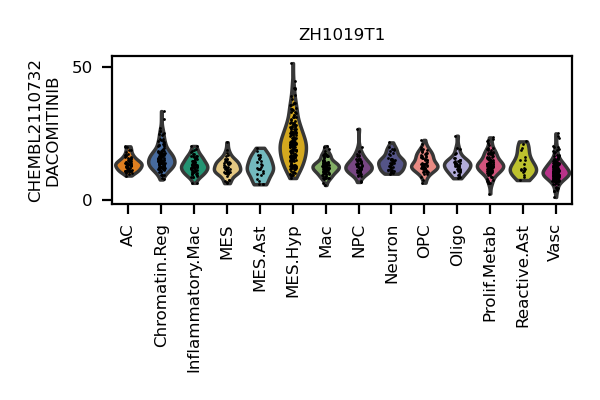 ZH1019T1
CHEMBL2110732
DACOMITINIB
50
0
AC
Chromatin.Reg
Inflammatory.Mac
MES
MES.Ast
MES.Hyp
Mac
NPC
Neuron
OPC
Oligo
Prolif.Metab
Reactive.Ast
Vasc